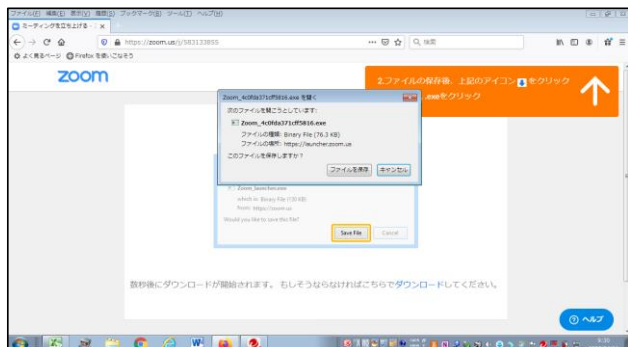 ファイル(F) 編集(E) 表示(V) 履歴(S) ブックマーク(B) ツール(T) ヘルプ(H)
ミーティングを立ち上げる -
https://zoom.us/j/583133855
検索
よく見るページ Firefox を使いこなそう
zoom
2.ファイルの保存後、上記のアイコン をクリック
.exeをクリック
Zoom_4c0fda371cff5816.exe を開く
次のファイルを開こうとしています:
Zoom_4c0fda371cff5816.exe
ファイルの種類: Binary File (76.3 KB)
ファイルの場所: https://launcher.zoom.us
このファイルを保存しますか?
ファイルを保存 キャンセル
Zoom_launcher.exe
which is: Binary File
from: https://zoom.us
Would you like to save this file?
Save File Cancel
数秒後にダウンロードが開始されます。 もしそうならなければこちらでダウンロードしてください。
ヘルプ